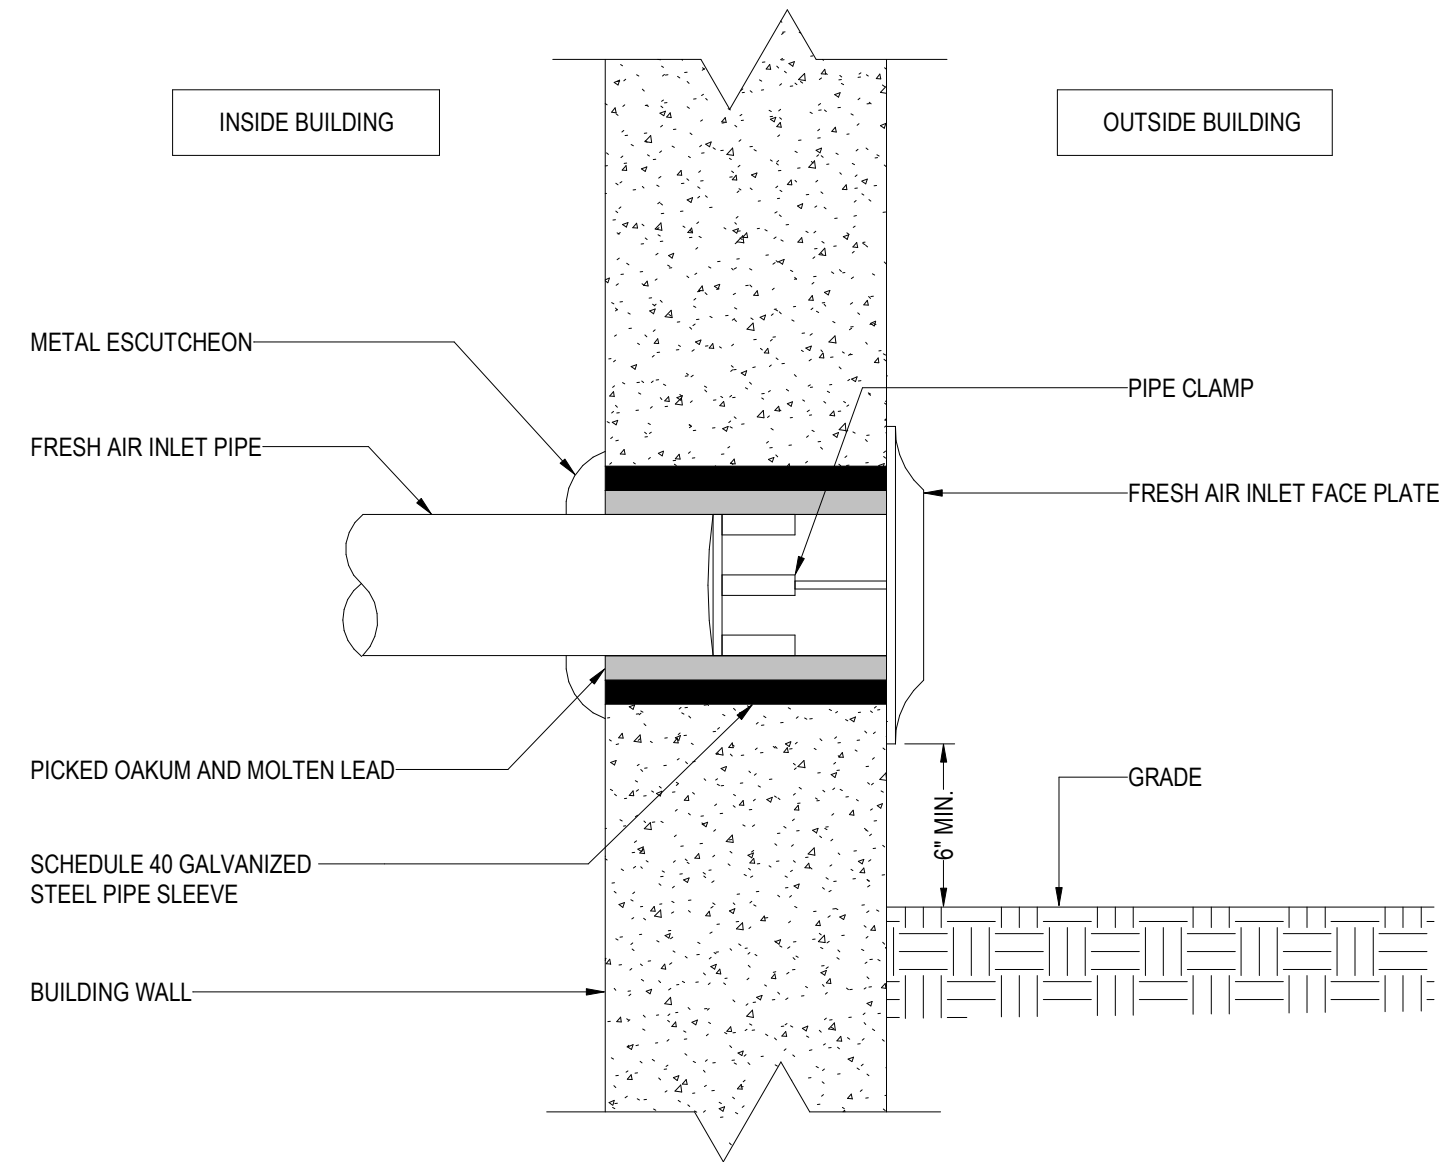 INSIDE BUILDING
OUTSIDE BUILDING
METAL ESCUTCHEON
PIPE CLAMP
FRESH AIR INLET PIPE
FRESH AIR INLET FACE PLATE
PICKED OAKUM AND MOLTEN LEAD
GRADE
6" MIN.
SCHEDULE 40 GALVANIZED
STEEL PIPE SLEEVE
BUILDING WALL